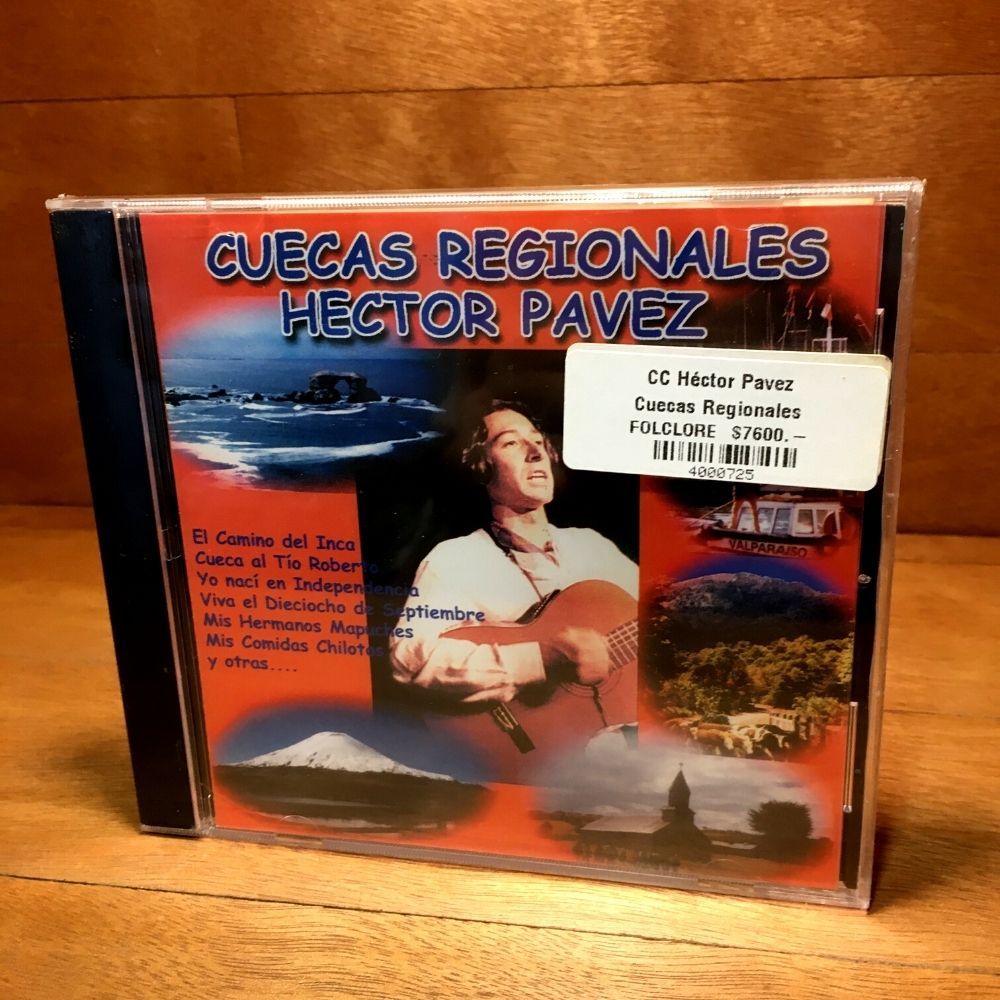 CUECAS REGIONALES
HECTOR PAVEZ
CC Héctor Pavez
Cuecas Regionales
FOLCLORE $7600.–
4000725
VALPARAISO
El Camino del Inca
Cueca al Tío Roberto
Yo nací en Independencia
Viva el Dieciocho de Septiembre
Mis Hermanos Mapuches
Mis Comidas Chilotas
y otras....